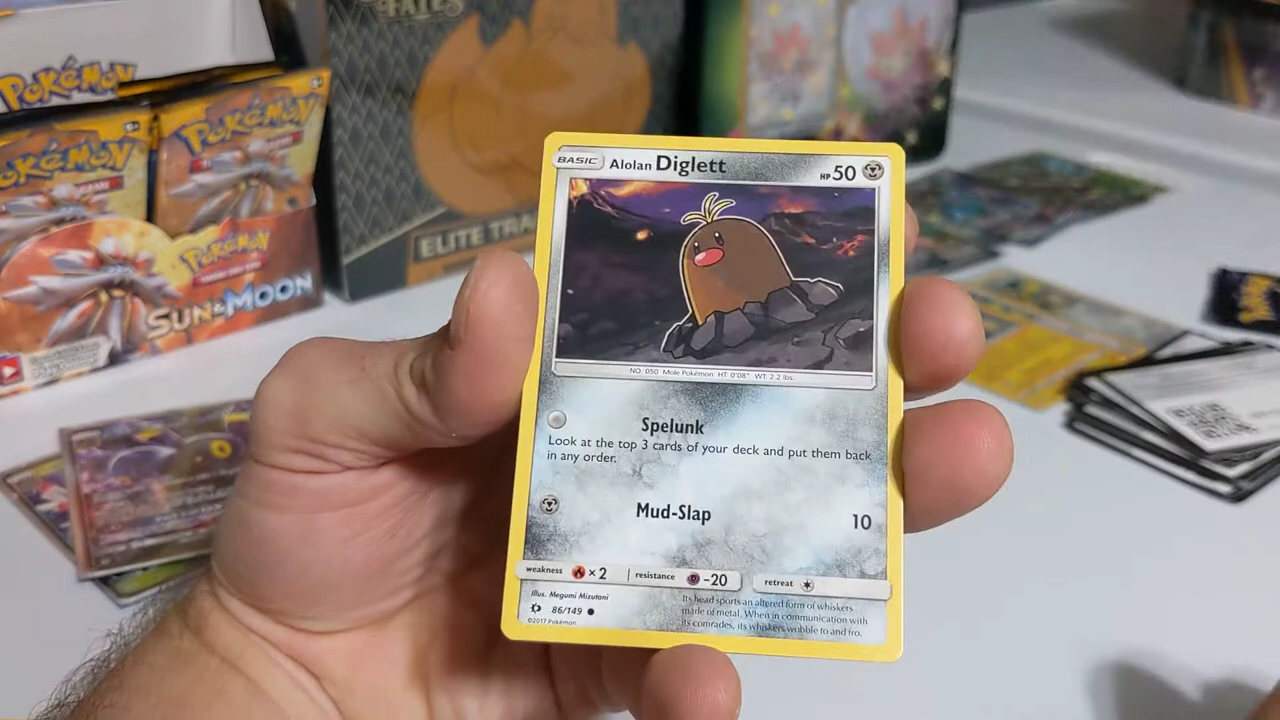 FATES
POKéMON
POKéMON
POKéMON
POKéMON
SUN & MOON
ELITE TRA
BASIC Alolan Diglett HP 50
NO. 050 Mole Pokémon HT: 0'08" WT: 2.2 lbs.
Spelunk
Look at the top 3 cards of your deck and put them back
in any order.
Mud-Slap 10
weakness ×2 resistance -20 retreat
Illus. Megumi Mizutani
86/149
©2017 Pokémon
Its head sports an altered form of whiskers
made of metal. When in communication with
its comrades, its whiskers wobble to and fro.